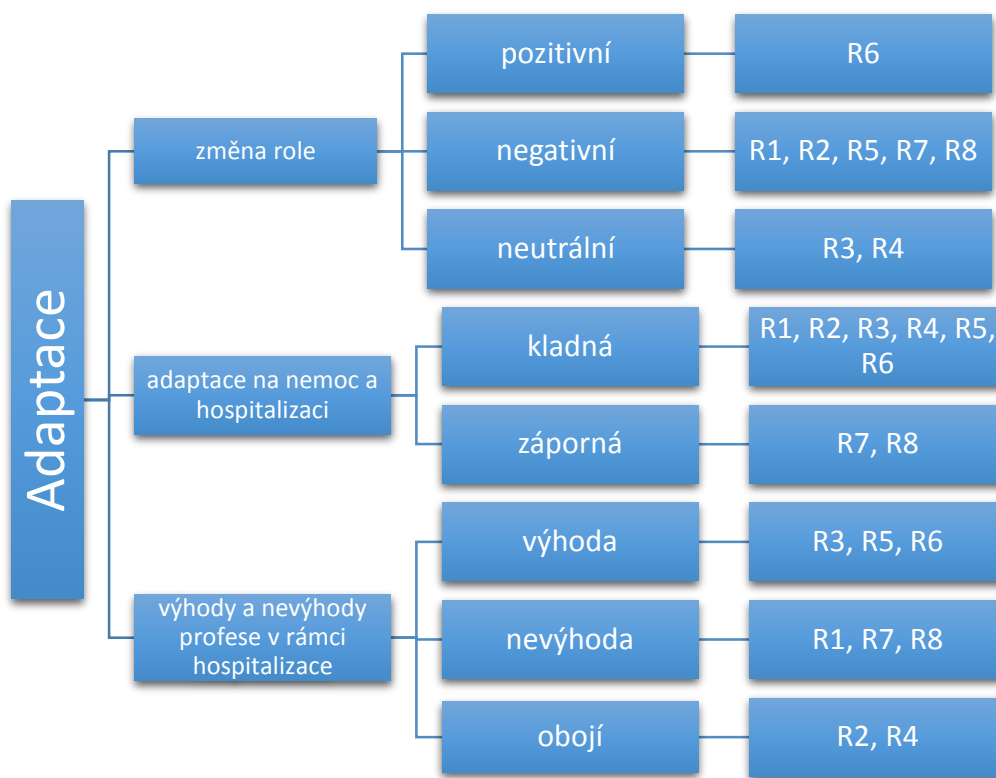 Adaptace
změna role
pozitivní
R6
negativní
R1, R2, R5, R7, R8
neutrální
R3, R4
adaptace na nemoc a
hospitalizaci
kladná
R1, R2, R3, R4, R5,
R6
záporná
R7, R8
výhody a nevýhody
profese v rámci
hospitalizace
výhoda
R3, R5, R6
nevýhoda
R1, R7, R8
obojí
R2, R4